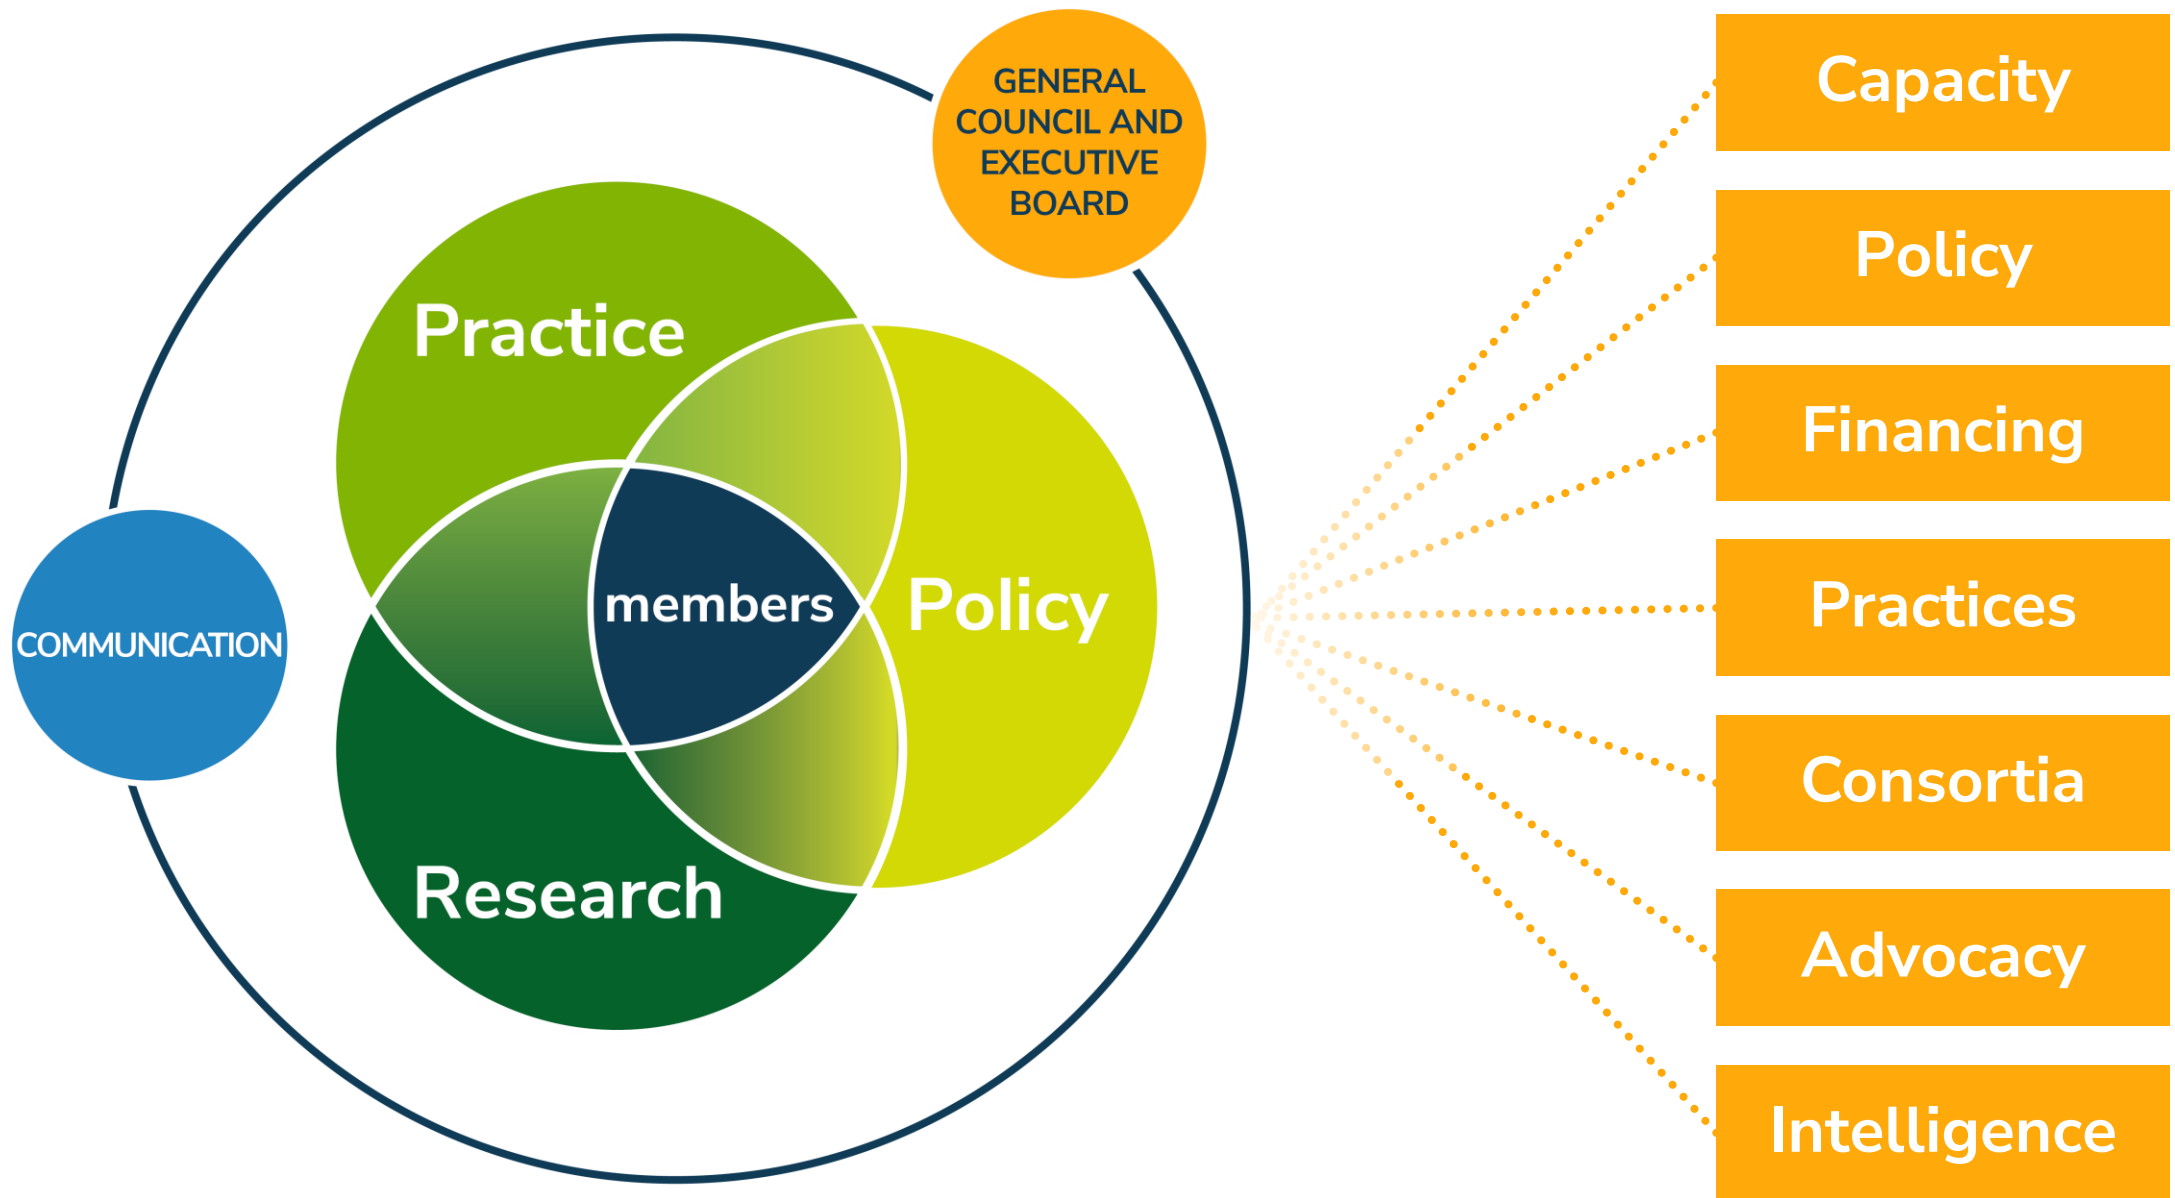 GENERAL
COUNCIL AND
EXECUTIVE
BOARD
Practice
members
Policy
COMMUNICATION
Research
Capacity
Policy
Financing
Practices
Consortia
Advocacy
Intelligence